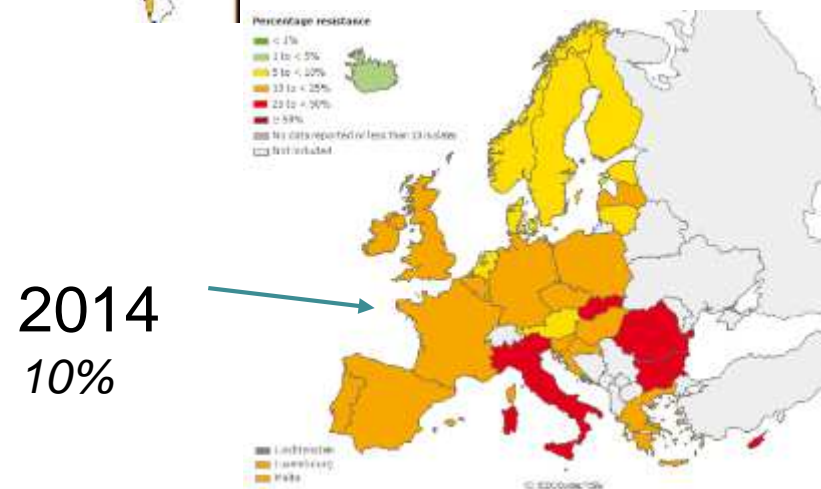 Percentage resistance
< 1%
1 to < 5%
5 to < 10%
10 to < 25%
25 to < 50%
≥ 50%
No data reported or less than 10 isolates
Not included
2014
10%
Liechtenstein
Luxembourg
Malta